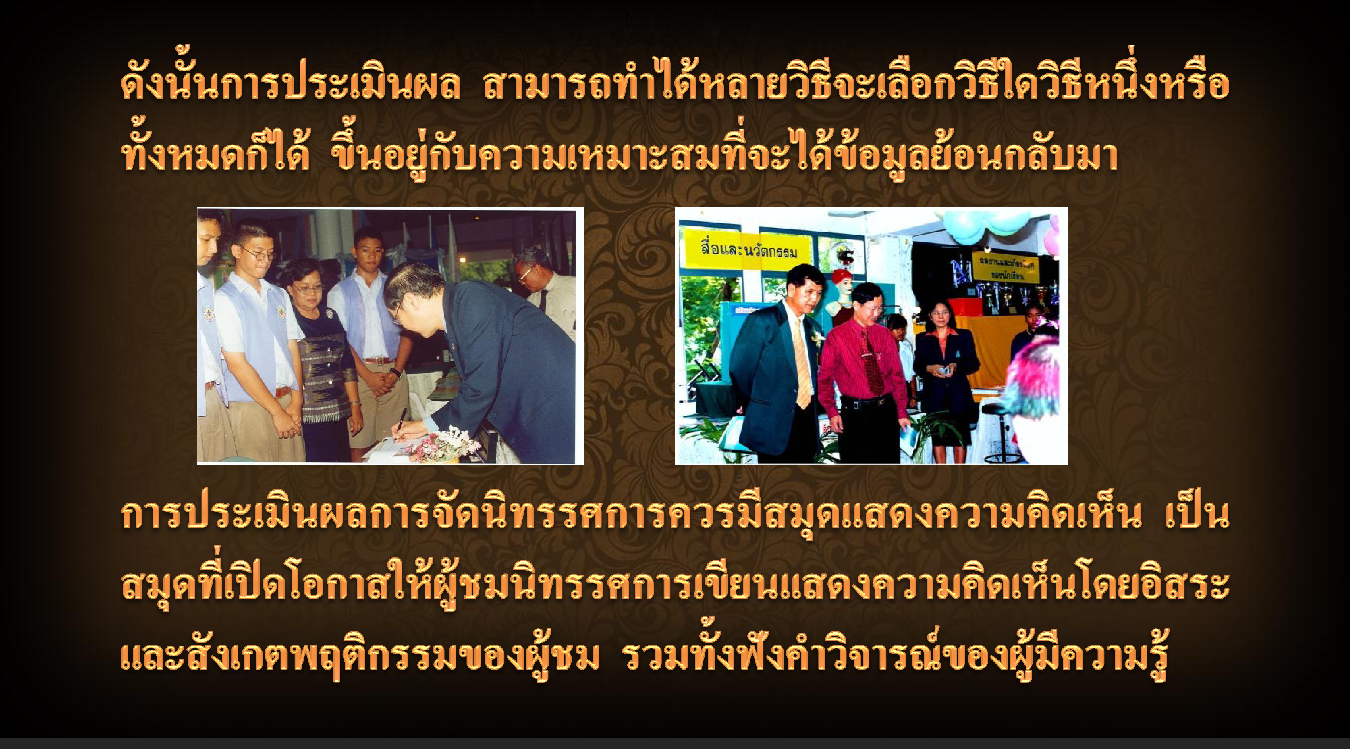 ดังนั้นการประเมินผล สามารถทำได้หลายวิธีจะเลือกวิธีใดวิธีหนึ่งหรือ
ทั้งหมดก็ได้ ขึ้นอยู่กับความเหมาะสมที่จะได้ข้อมูลย้อนกลับมา
สื่อและนวัตกรรม
ของนักเรียน
การประเมินผลการจัดนิทรรศการควรมีสมุดแสดงความคิดเห็น เป็น
สมุดที่เปิดโอกาสให้ผู้ชมนิทรรศการเขียนแสดงความคิดเห็นโดยอิสระ
และสังเกตพฤติกรรมของผู้ชม รวมทั้งฟังคำวิจารณ์ของผู้มีความรู้